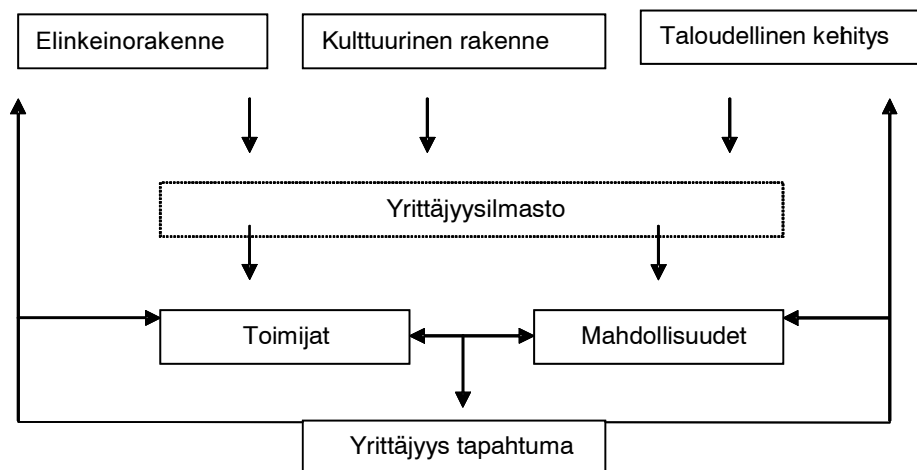 Elinkeinorakenne
Kulttuurinen rakenne
Taloudellinen kehitys
Yrittäjyysilmasto
Toimijat
Mahdollisuudet
Yrittäjyys tapahtuma